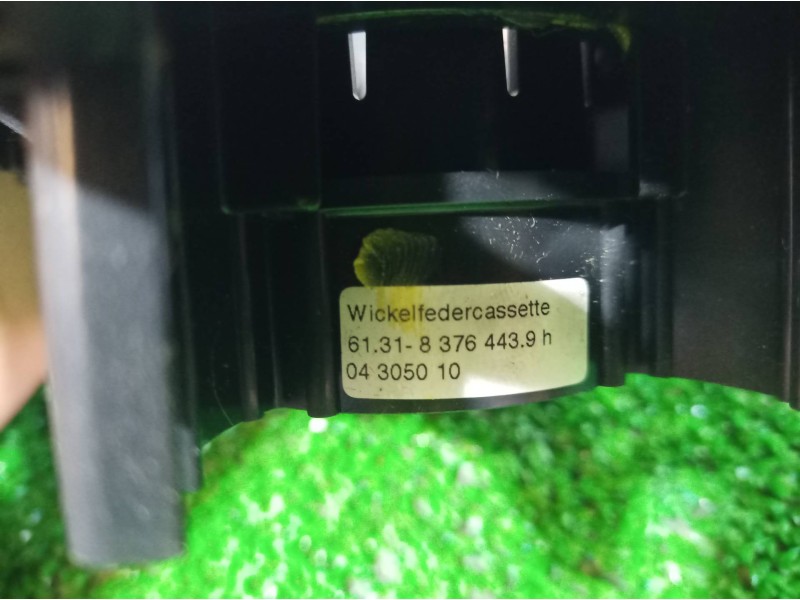 Wickelfedercassette
61.31- 8 376 443.9 h
04 3050 10